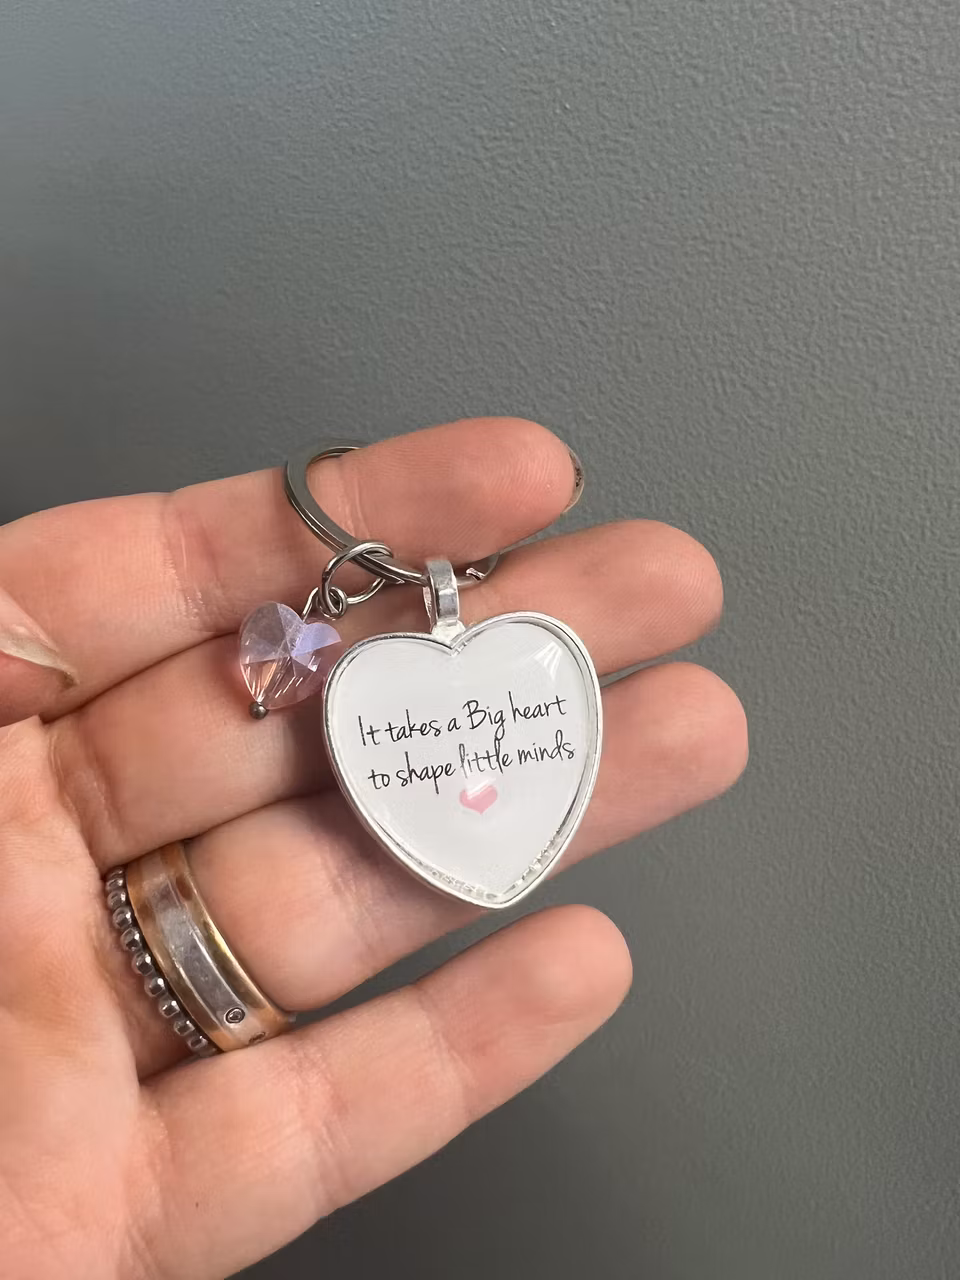 It takes a Big heart
to shape little minds